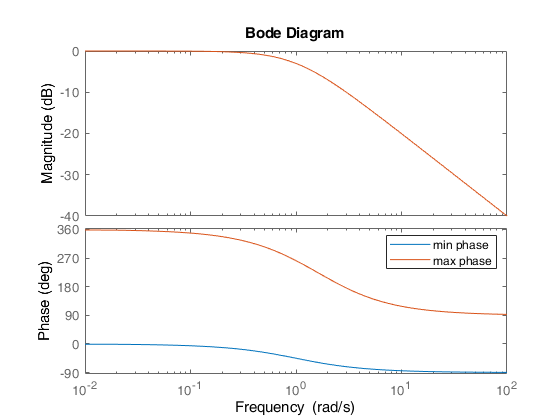 Bode Diagram
Magnitude (dB)
0
-10
-20
-30
-40
Phase (deg)
360
270
180
90
0
-90
min phase
max phase
10^-2
10^-1
10^0
10^1
10^2
Frequency (rad/s)